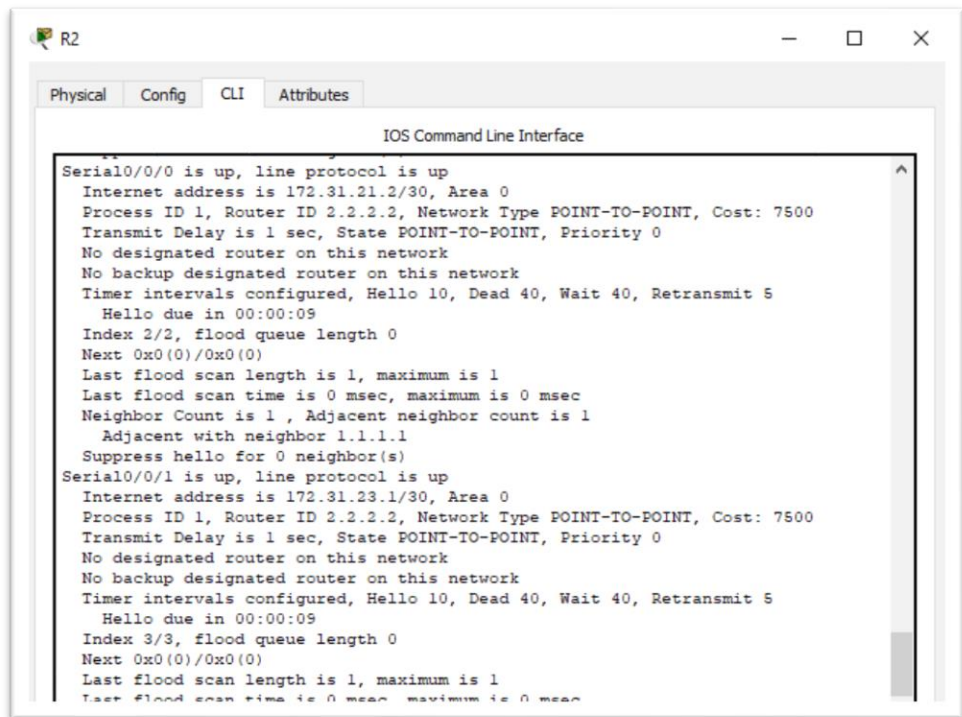 R2
Physical Config CLI Attributes
IOS Command Line Interface
Serial0/0/0 is up, line protocol is up
Internet address is 172.31.21.2/30, Area 0
Process ID 1, Router ID 2.2.2.2, Network Type POINT-TO-POINT, Cost: 7500
Transmit Delay is 1 sec, State POINT-TO-POINT, Priority 0
No designated router on this network
No backup designated router on this network
Timer intervals configured, Hello 10, Dead 40, Wait 40, Retransmit 5
Hello due in 00:00:09
Index 2/2, flood queue length 0
Next 0x0(0)/0x0(0)
Last flood scan length is 1, maximum is 1
Last flood scan time is 0 msec, maximum is 0 msec
Neighbor Count is 1 , Adjacent neighbor count is 1
Adjacent with neighbor 1.1.1.1
Suppress hello for 0 neighbor(s)
Serial0/0/1 is up, line protocol is up
Internet address is 172.31.23.1/30, Area 0
Process ID 1, Router ID 2.2.2.2, Network Type POINT-TO-POINT, Cost: 7500
Transmit Delay is 1 sec, State POINT-TO-POINT, Priority 0
No designated router on this network
No backup designated router on this network
Timer intervals configured, Hello 10, Dead 40, Wait 40, Retransmit 5
Hello due in 00:00:09
Index 3/3, flood queue length 0
Next 0x0(0)/0x0(0)
Last flood scan length is 1, maximum is 1
Last flood scan time is 0 msec, maximum is 0 msec